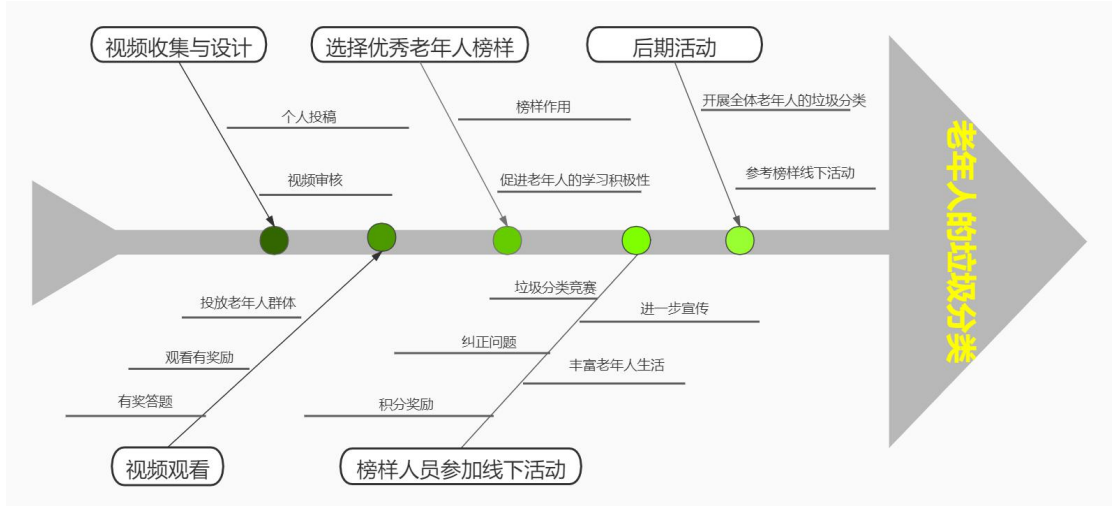 视频收集与设计
选择优秀老年人榜样
后期活动
个人投稿
视频审核
榜样作用
促进老年人的学习积极性
开展全体老年人的垃圾分类
参考榜样线下活动
老年人的垃圾分类
投放老年人群体
观看有奖励
有奖答题
垃圾分类竞赛
进一步宣传
纠正问题
丰富老年人生活
积分奖励
视频观看
榜样人员参加线下活动